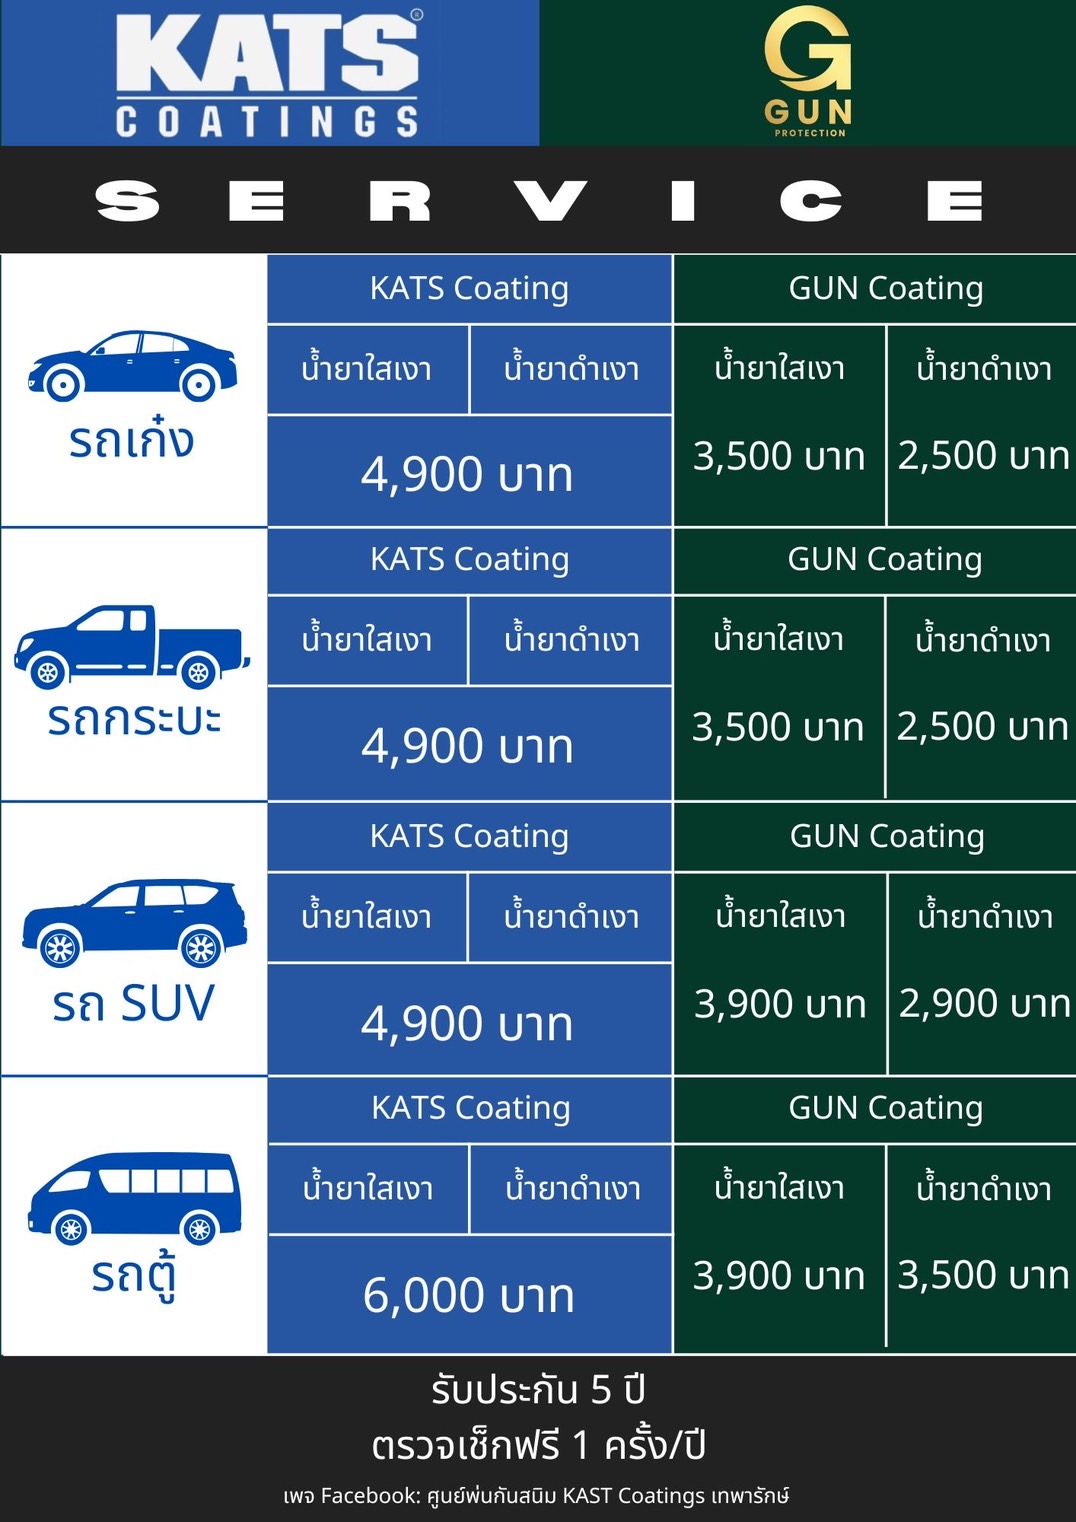 KATS®
COATINGS
G
GUN
PROTECTION
SERVICE
KATS Coating
GUN Coating
น้ำยาใสเงา น้ำยาดำเงา น้ำยาใสเงา น้ำยาดำเงา
รถเก๋ง
4,900 บาท 3,500 บาท 2,500 บาท
KATS Coating
GUN Coating
น้ำยาใสเงา น้ำยาดำเงา น้ำยาใสเงา น้ำยาดำเงา
รถกระบะ
4,900 บาท 3,500 บาท 2,500 บาท
KATS Coating
GUN Coating
น้ำยาใสเงา น้ำยาดำเงา น้ำยาใสเงา น้ำยาดำเงา
รถ SUV
4,900 บาท 3,900 บาท 2,900 บาท
KATS Coating
GUN Coating
น้ำยาใสเงา น้ำยาดำเงา น้ำยาใสเงา น้ำยาดำเงา
รถตู้
6,000 บาท 3,900 บาท 3,500 บาท
รับประกัน 5 ปี
ตรวจเช็กฟรี 1 ครั้ง/ปี
เพจ Facebook: ศูนย์พ่นกันสนิม KAST Coatings เทพารักษ์